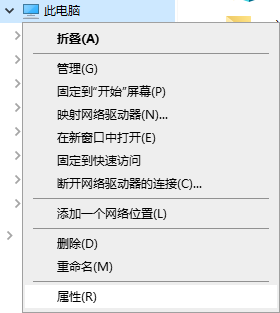 此电脑
折叠(A)
管理(G)
固定到“开始”屏幕(P)
映射网络驱动器(N)...
在新窗口中打开(E)
固定到快速访问
断开网络驱动器的连接(C)...
添加一个网络位置(L)
删除(D)
重命名(M)
属性(R)